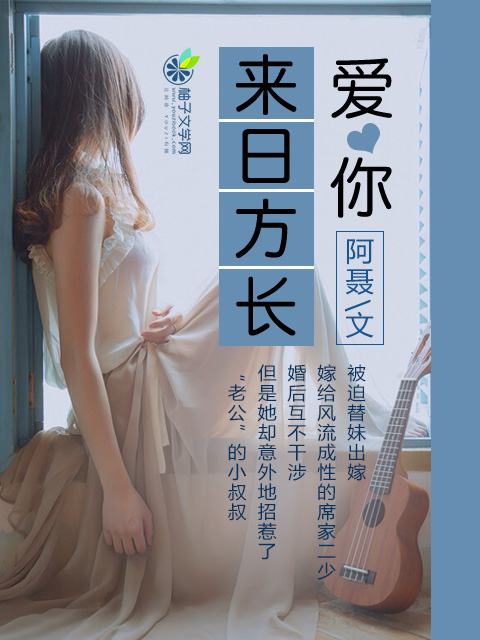 爱你
来日方长
阿聂/文
被迫替妹出嫁
嫁给风流成性的席家二少
婚后互不干涉
但是她却意外地招惹了
“老公”的小叔叔
柚子文学网